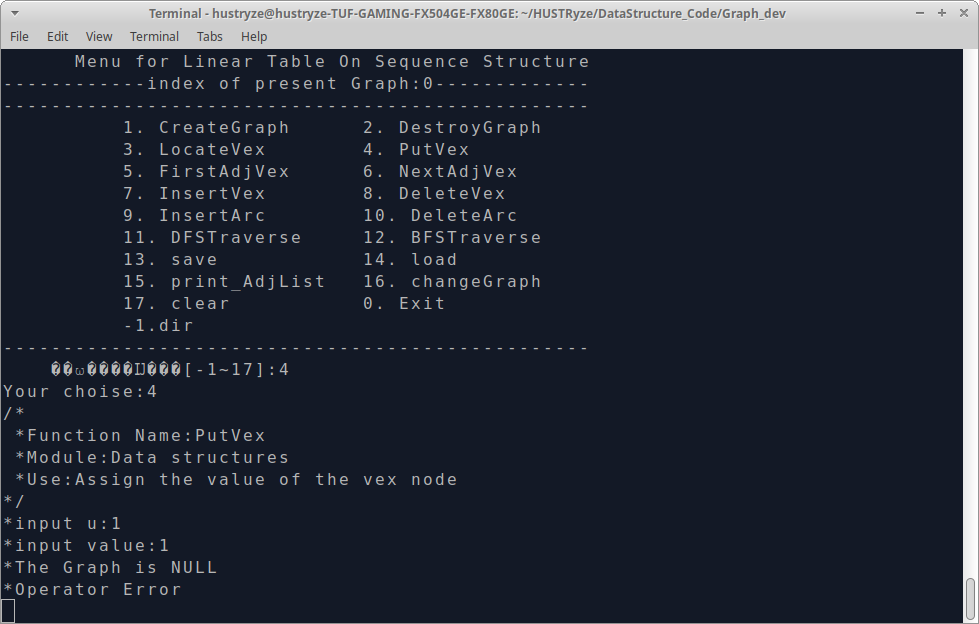 Terminal - hustryze@hustryze-TUF-GAMING-FX504GE-FX80GE: ~/HUSTRyze/DataStructure_Code/Graph_dev
File Edit View Terminal Tabs Help
Menu for Linear Table On Sequence Structure
------------index of present Graph:0-------------
-------------------------------------------------
1. CreateGraph 2. DestroyGraph
3. LocateVex 4. PutVex
5. FirstAdjVex 6. NextAdjVex
7. InsertVex 8. DeleteVex
9. InsertArc 10. DeleteArc
11. DFSTraverse 12. BFSTraverse
13. save 14. load
15. print_AdjList 16. changeGraph
17. clear 0. Exit
-1.dir
-------------------------------------------------
[-1~17]:4
Your choise:4
/*
*Function Name:PutVex
*Module:Data structures
*Use:Assign the value of the vex node
*/
*input u:1
*input value:1
*The Graph is NULL
*Operator Error